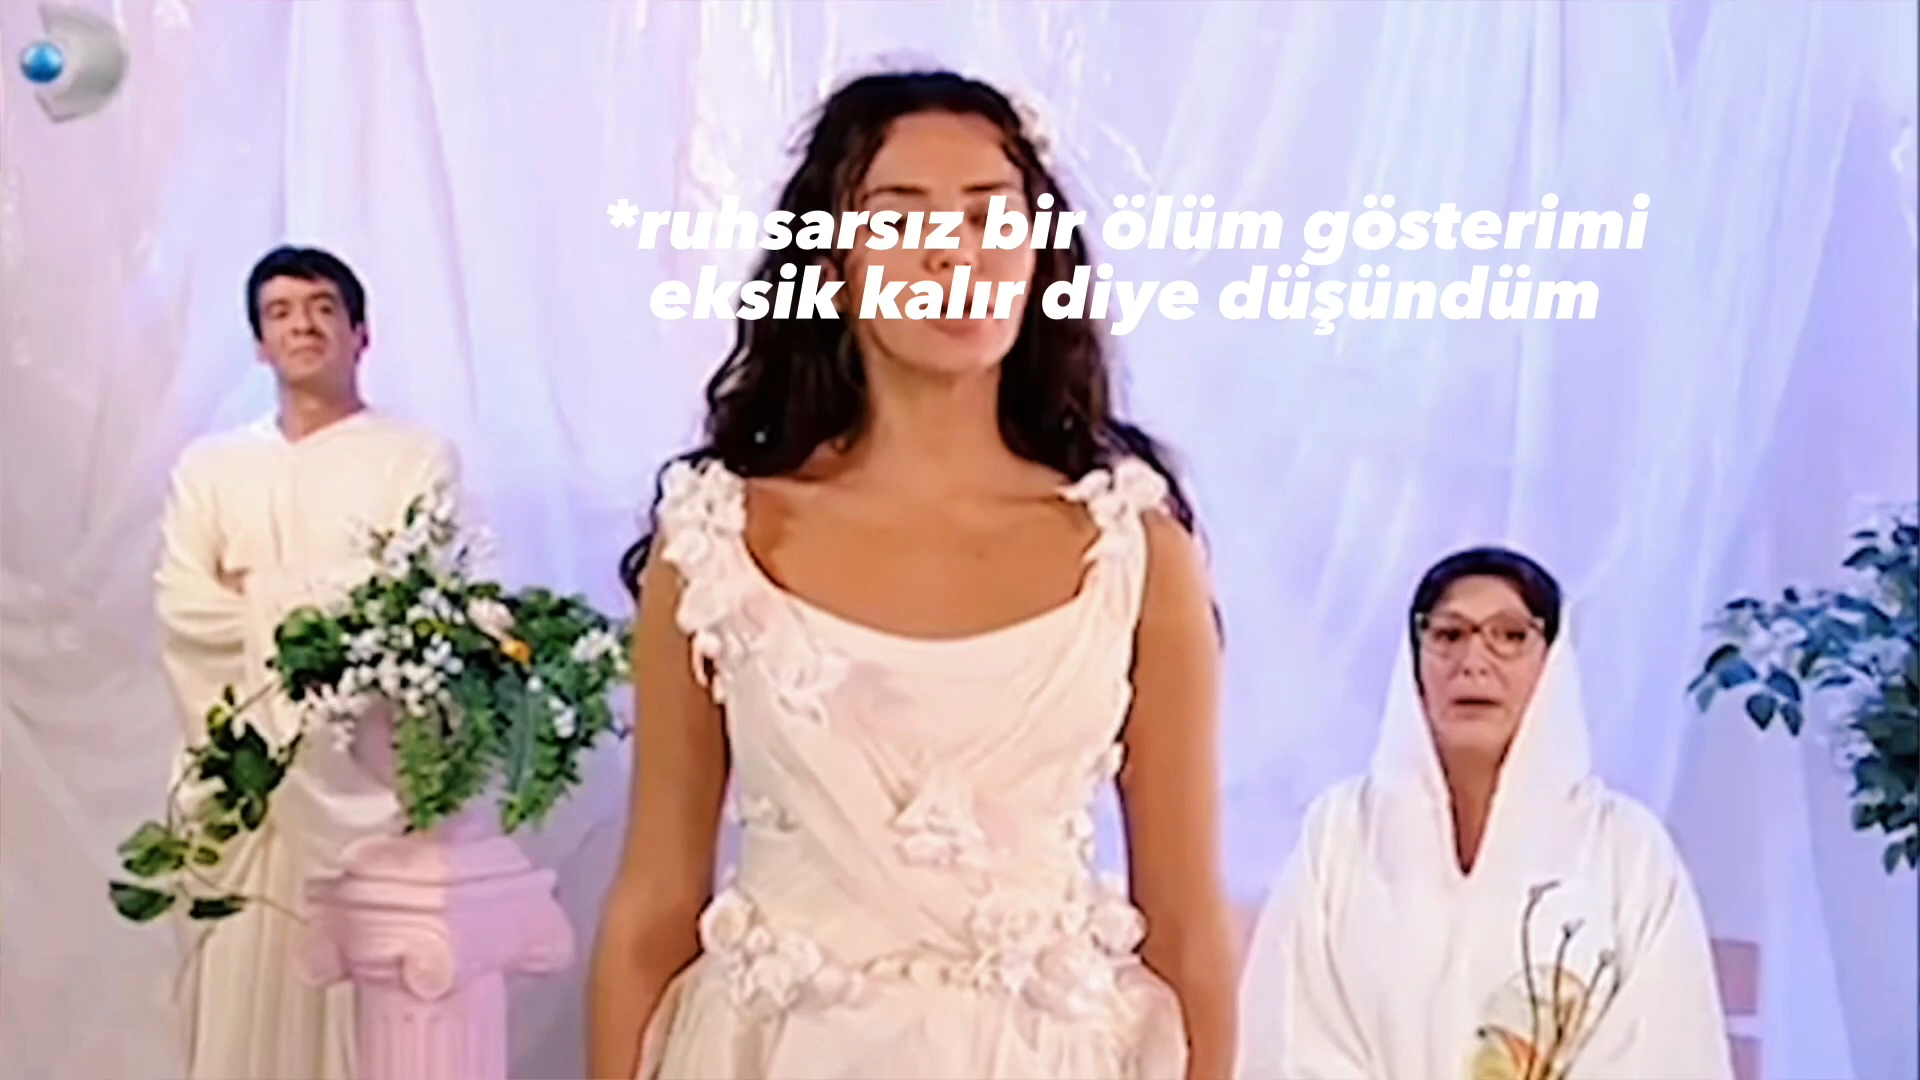 *ruhsarsız bir ölüm gösterimi
eksik kalır diye düşündüm